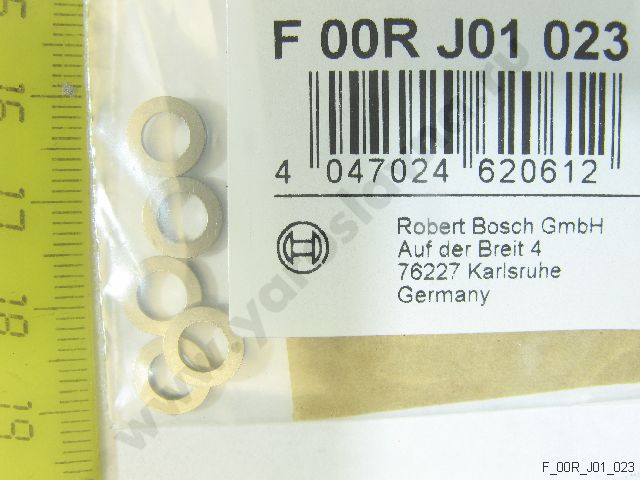 F 00R J01 023
4 047024 620612
Robert Bosch GmbH
Auf der Breit 4
76227 Karlsruhe
Germany
16
17
18
19
F_00R_J01_023